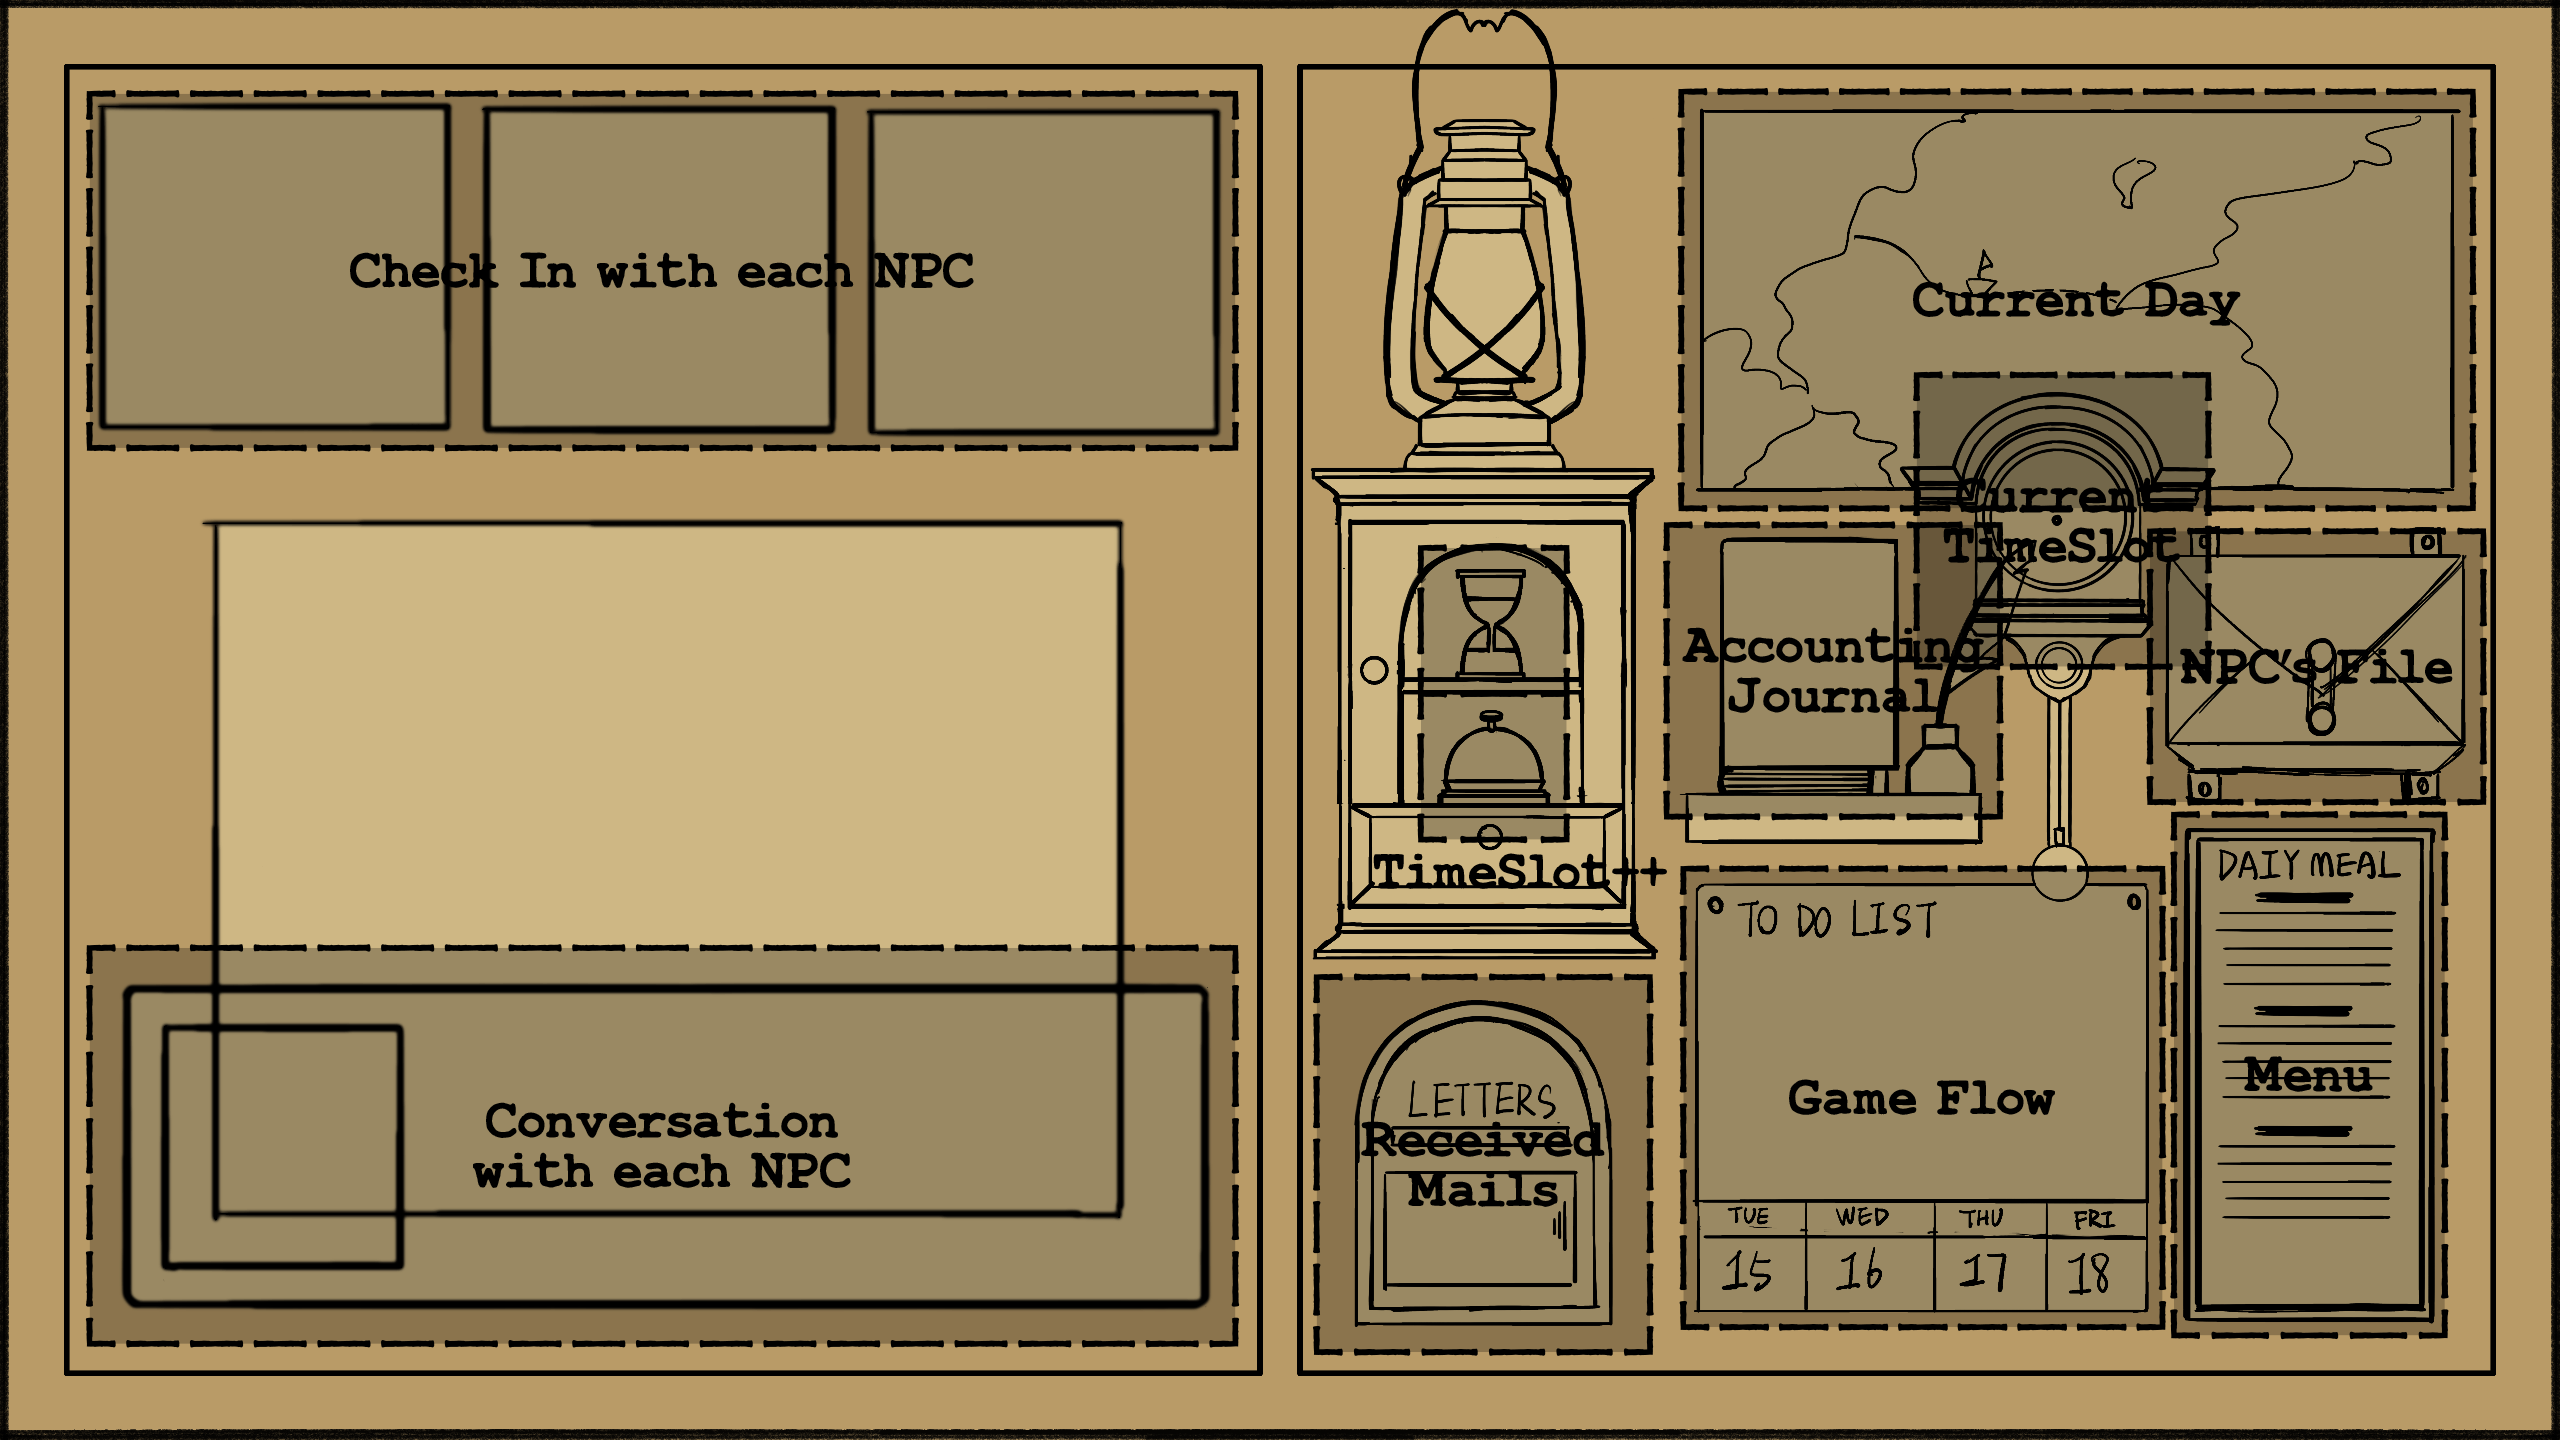 Check In with each NPC
Conversation
with each NPC
Current Day
Current
TimeSlot
Accounting
Journal
NPC's File
TimeSlot++
LETTERS
Received
Mails
TO DO LIST
Game Flow
TUE WED THU FRI
15 16 17 18
DAIY MEAL
Menu